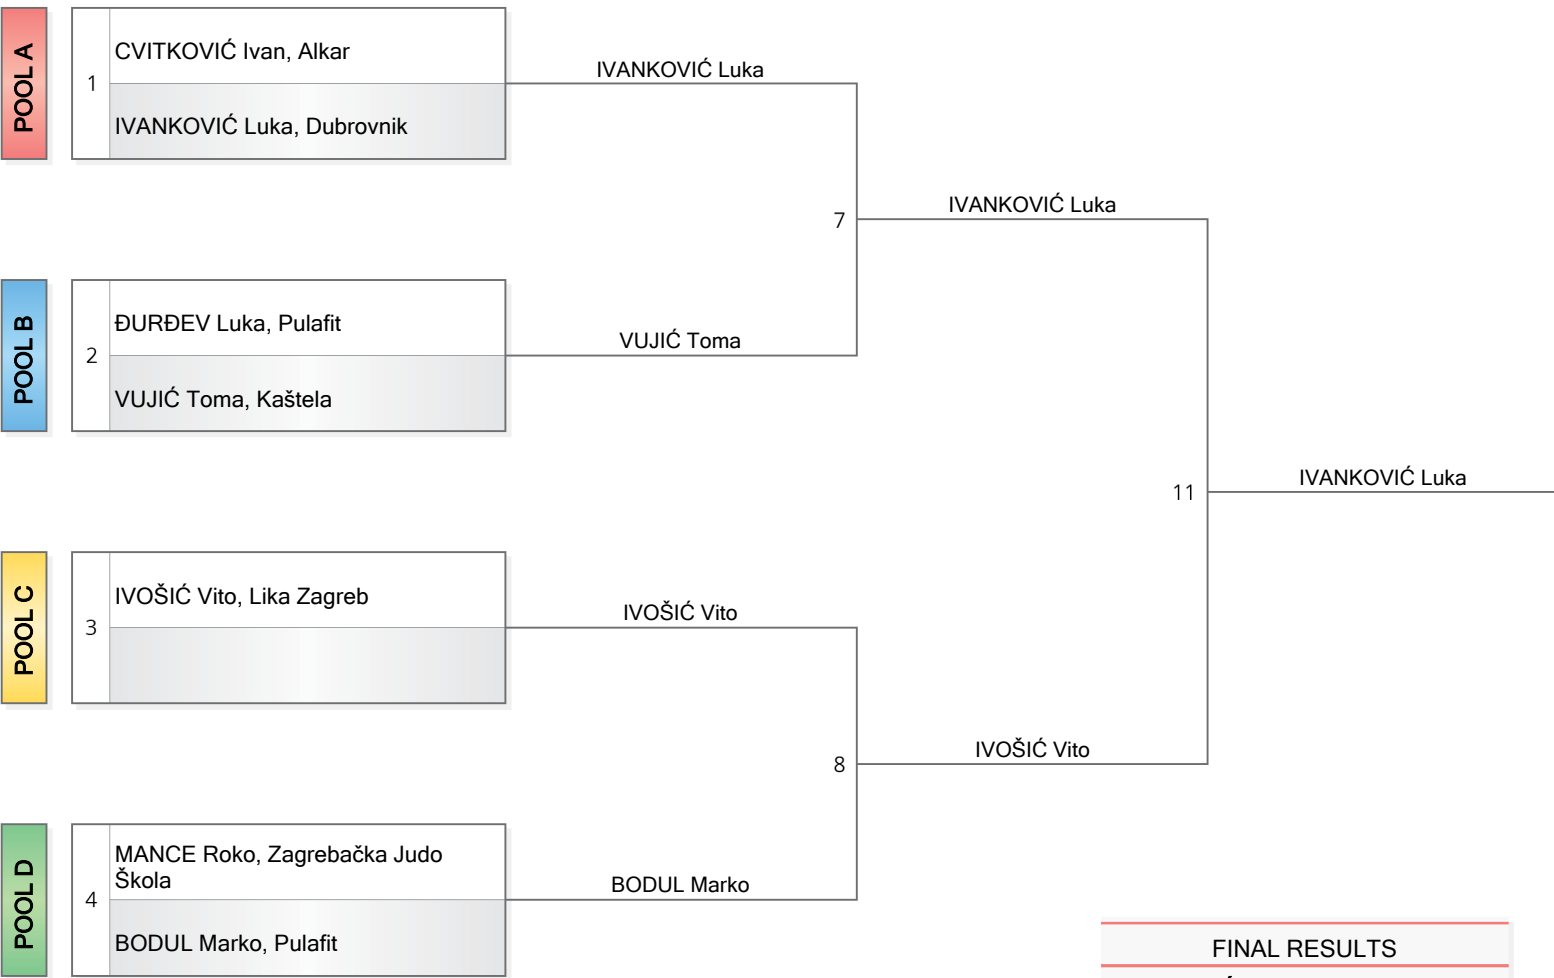 POOL A
1
CVITKOVIĆ Ivan, Alkar
IVANKOVIĆ Luka, Dubrovnik
IVANKOVIĆ Luka
7
IVANKOVIĆ Luka
POOL B
2
ĐURĐEV Luka, Pulafit
VUJIĆ Toma, Kaštela
VUJIĆ Toma
11
IVANKOVIĆ Luka
POOL C
3
IVOŠIĆ Vito, Lika Zagreb
IVOŠIĆ Vito
8
IVOŠIĆ Vito
POOL D
4
MANCE Roko, Zagrebačka Judo
Škola
BODUL Marko, Pulafit
BODUL Marko
FINAL RESULTS